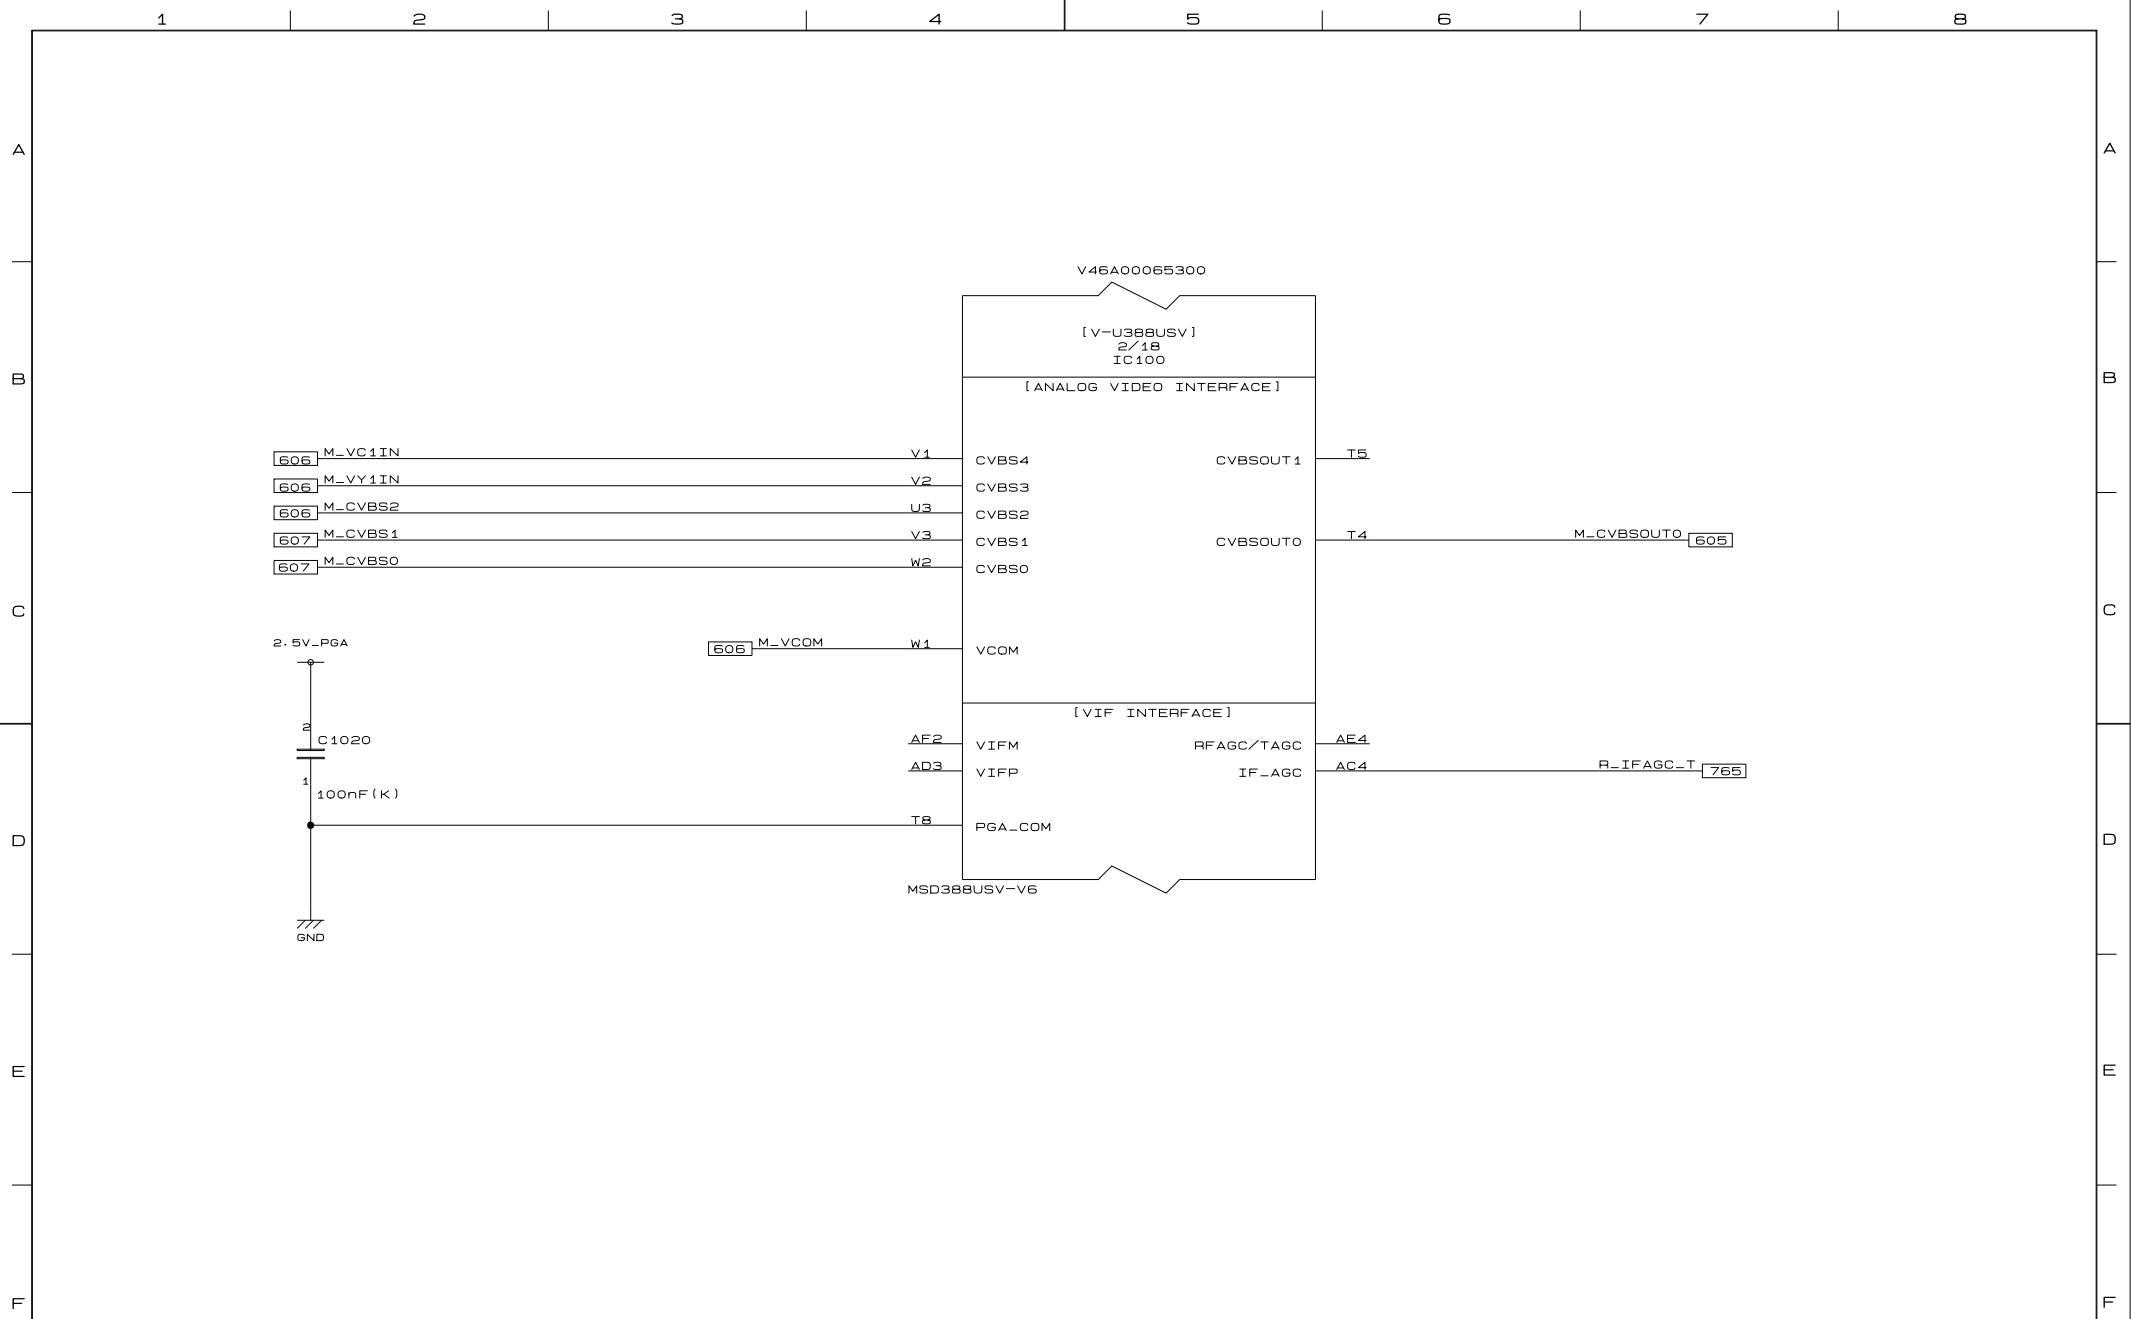 1 2 3 4 5 6 7 8
A A
V46A00065300
[V-U388USV]
2/18
IC100
B B
[ANALOG VIDEO INTERFACE]
606 M_VC1IN V1 CVBS4 CVBSOUT1 T5
606 M_VY1IN V2 CVBS3
606 M_CVBS2 U3 CVBS2
607 M_CVBS1 V3 CVBS1 CVBSOUT0 T4 M_CVBSOUT0 605
607 M_CVBS0 W2 CVBS0
C C
2.5V_PGA 606 M_VCOM W1 VCOM
[VIF INTERFACE]
2
C1020 AF2 VIFM RFAGC/TAGC AE4
AD3 VIFP IF_AGC AC4 R_IFAGC_T 765
1
100nF(K)
T8 PGA_COM
D D
MSD388USV-V6
GND
E E
F F